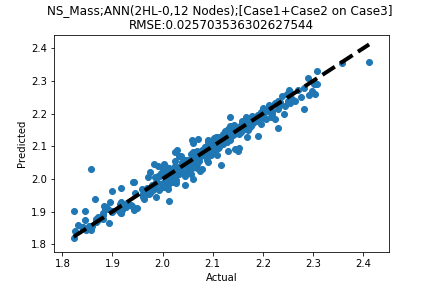 NS_Mass;ANN(2HL-0,12 Nodes);[Case1+Case2 on Case3]
RMSE:0.025703536302627544
2.4
2.3
2.2
2.1
2.0
1.9
1.8
Predicted
1.8 1.9 2.0 2.1 2.2 2.3 2.4
Actual